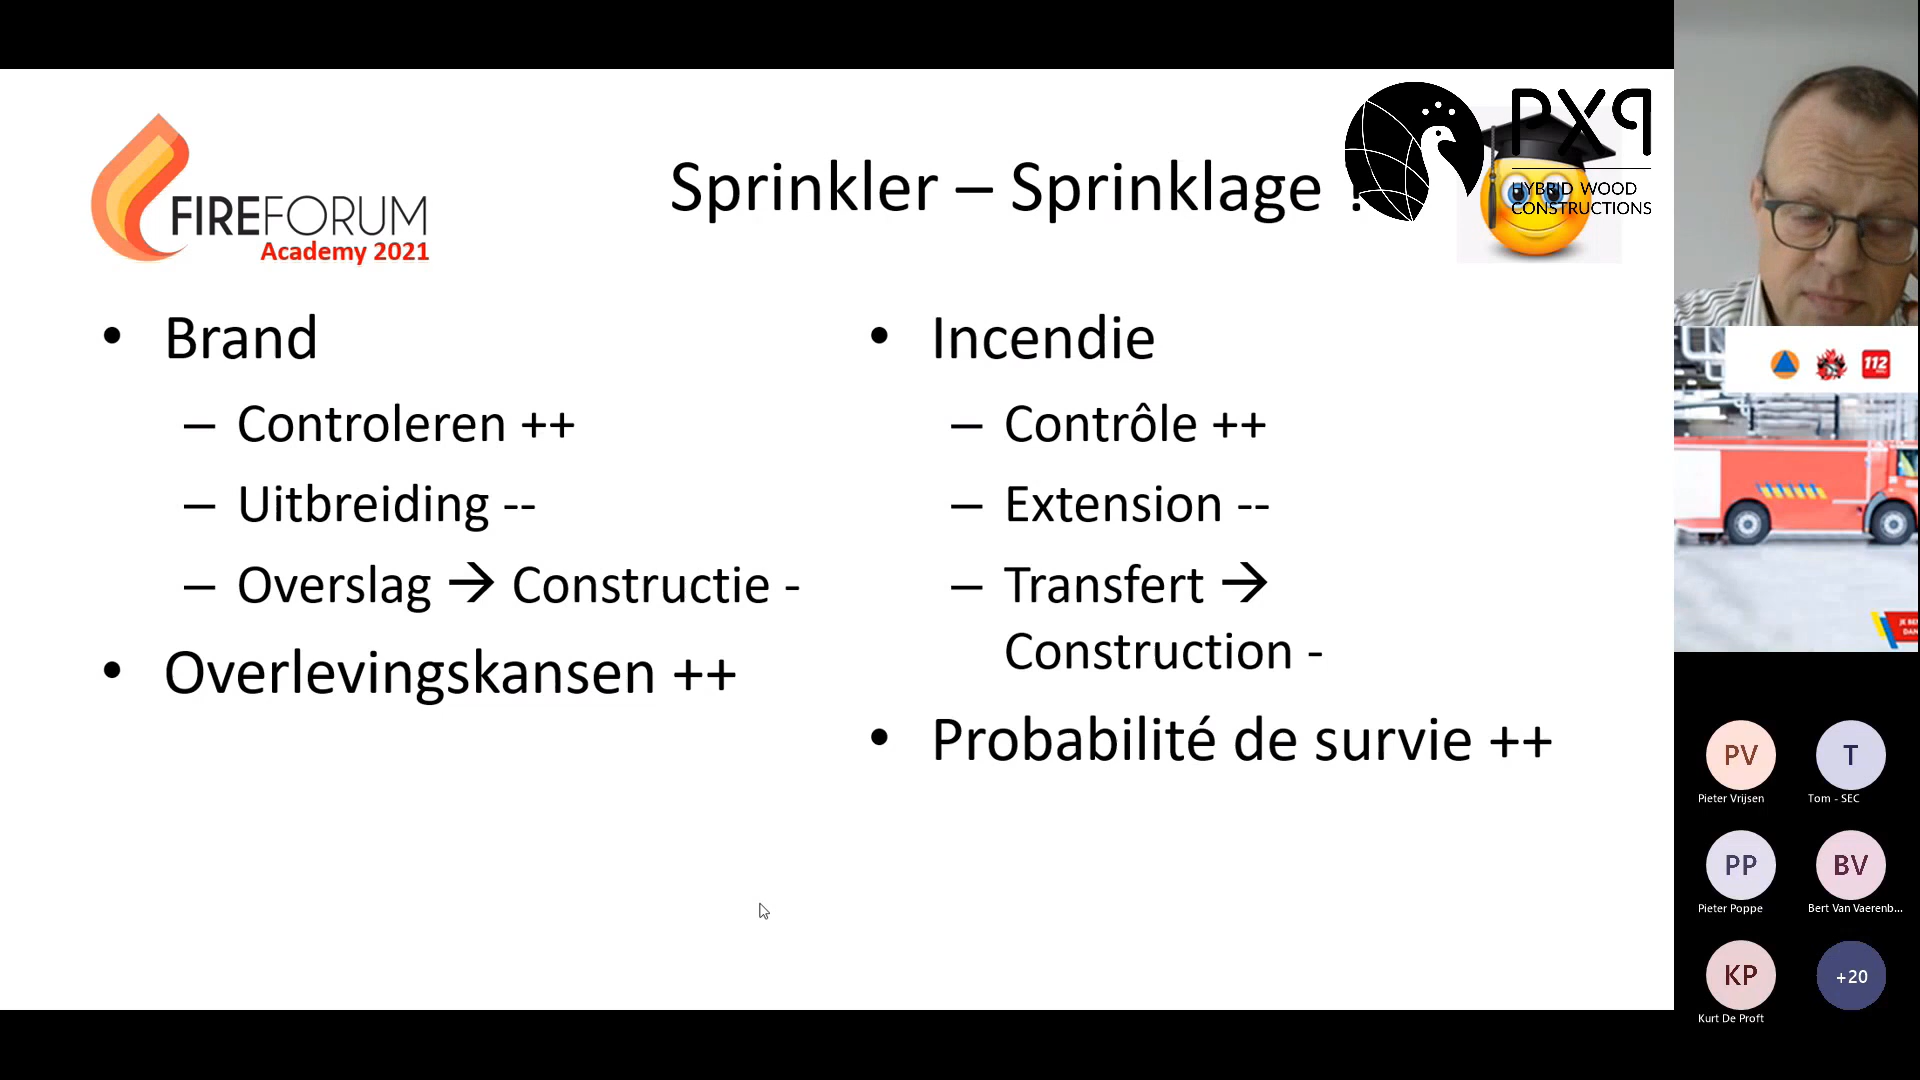 FIREFORUM
Academy 2021
Sprinkler – Sprinklage !
PXP
HYBRID WOOD
CONSTRUCTIONS
• Brand
– Controleren ++
– Uitbreiding --
– Overslag → Constructie -
• Overlevingskansen ++
• Incendie
– Contrôle ++
– Extension --
– Transfert →
Construction -
• Probabilité de survie ++
112
PV
Pieter Vrijsen
T
Tom - SEC
PP
Pieter Poppe
BV
Bert Van Vaerenb...
KP
Kurt De Proft
+20